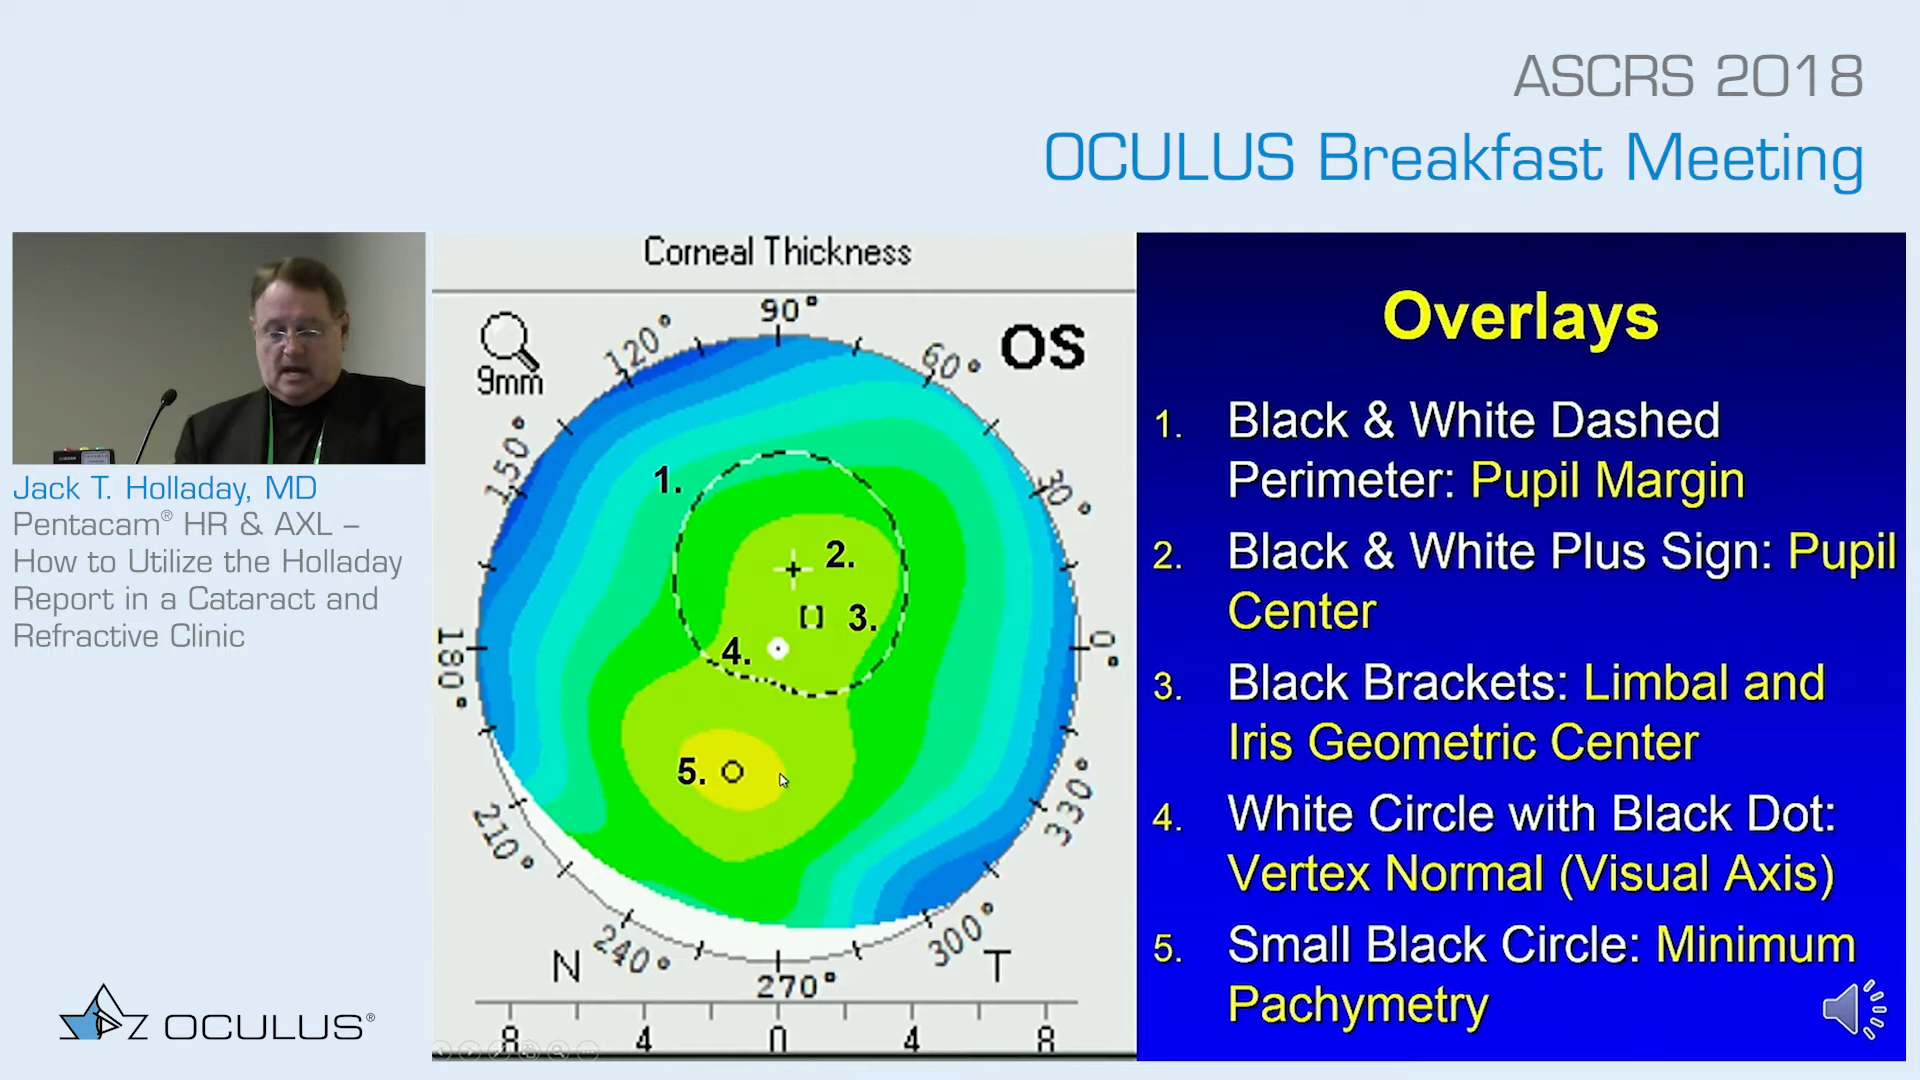 ASCRS 2018
OCULUS Breakfast Meeting
Jack T. Holladay, MD
Pentacam® HR & AXL –
How to Utilize the Holladay
Report in a Cataract and
Refractive Clinic
OCULUS®
Corneal Thickness
9mm
OS
90°
120°
60°
150°
30°
180°
0°
210°
330°
240°
300°
270°
N
T
1.
2.
3.
4.
5.
8 4 0 4 8
Overlays
1. Black & White Dashed
Perimeter: Pupil Margin
2. Black & White Plus Sign: Pupil
Center
3. Black Brackets: Limbal and
Iris Geometric Center
4. White Circle with Black Dot:
Vertex Normal (Visual Axis)
5. Small Black Circle: Minimum
Pachymetry